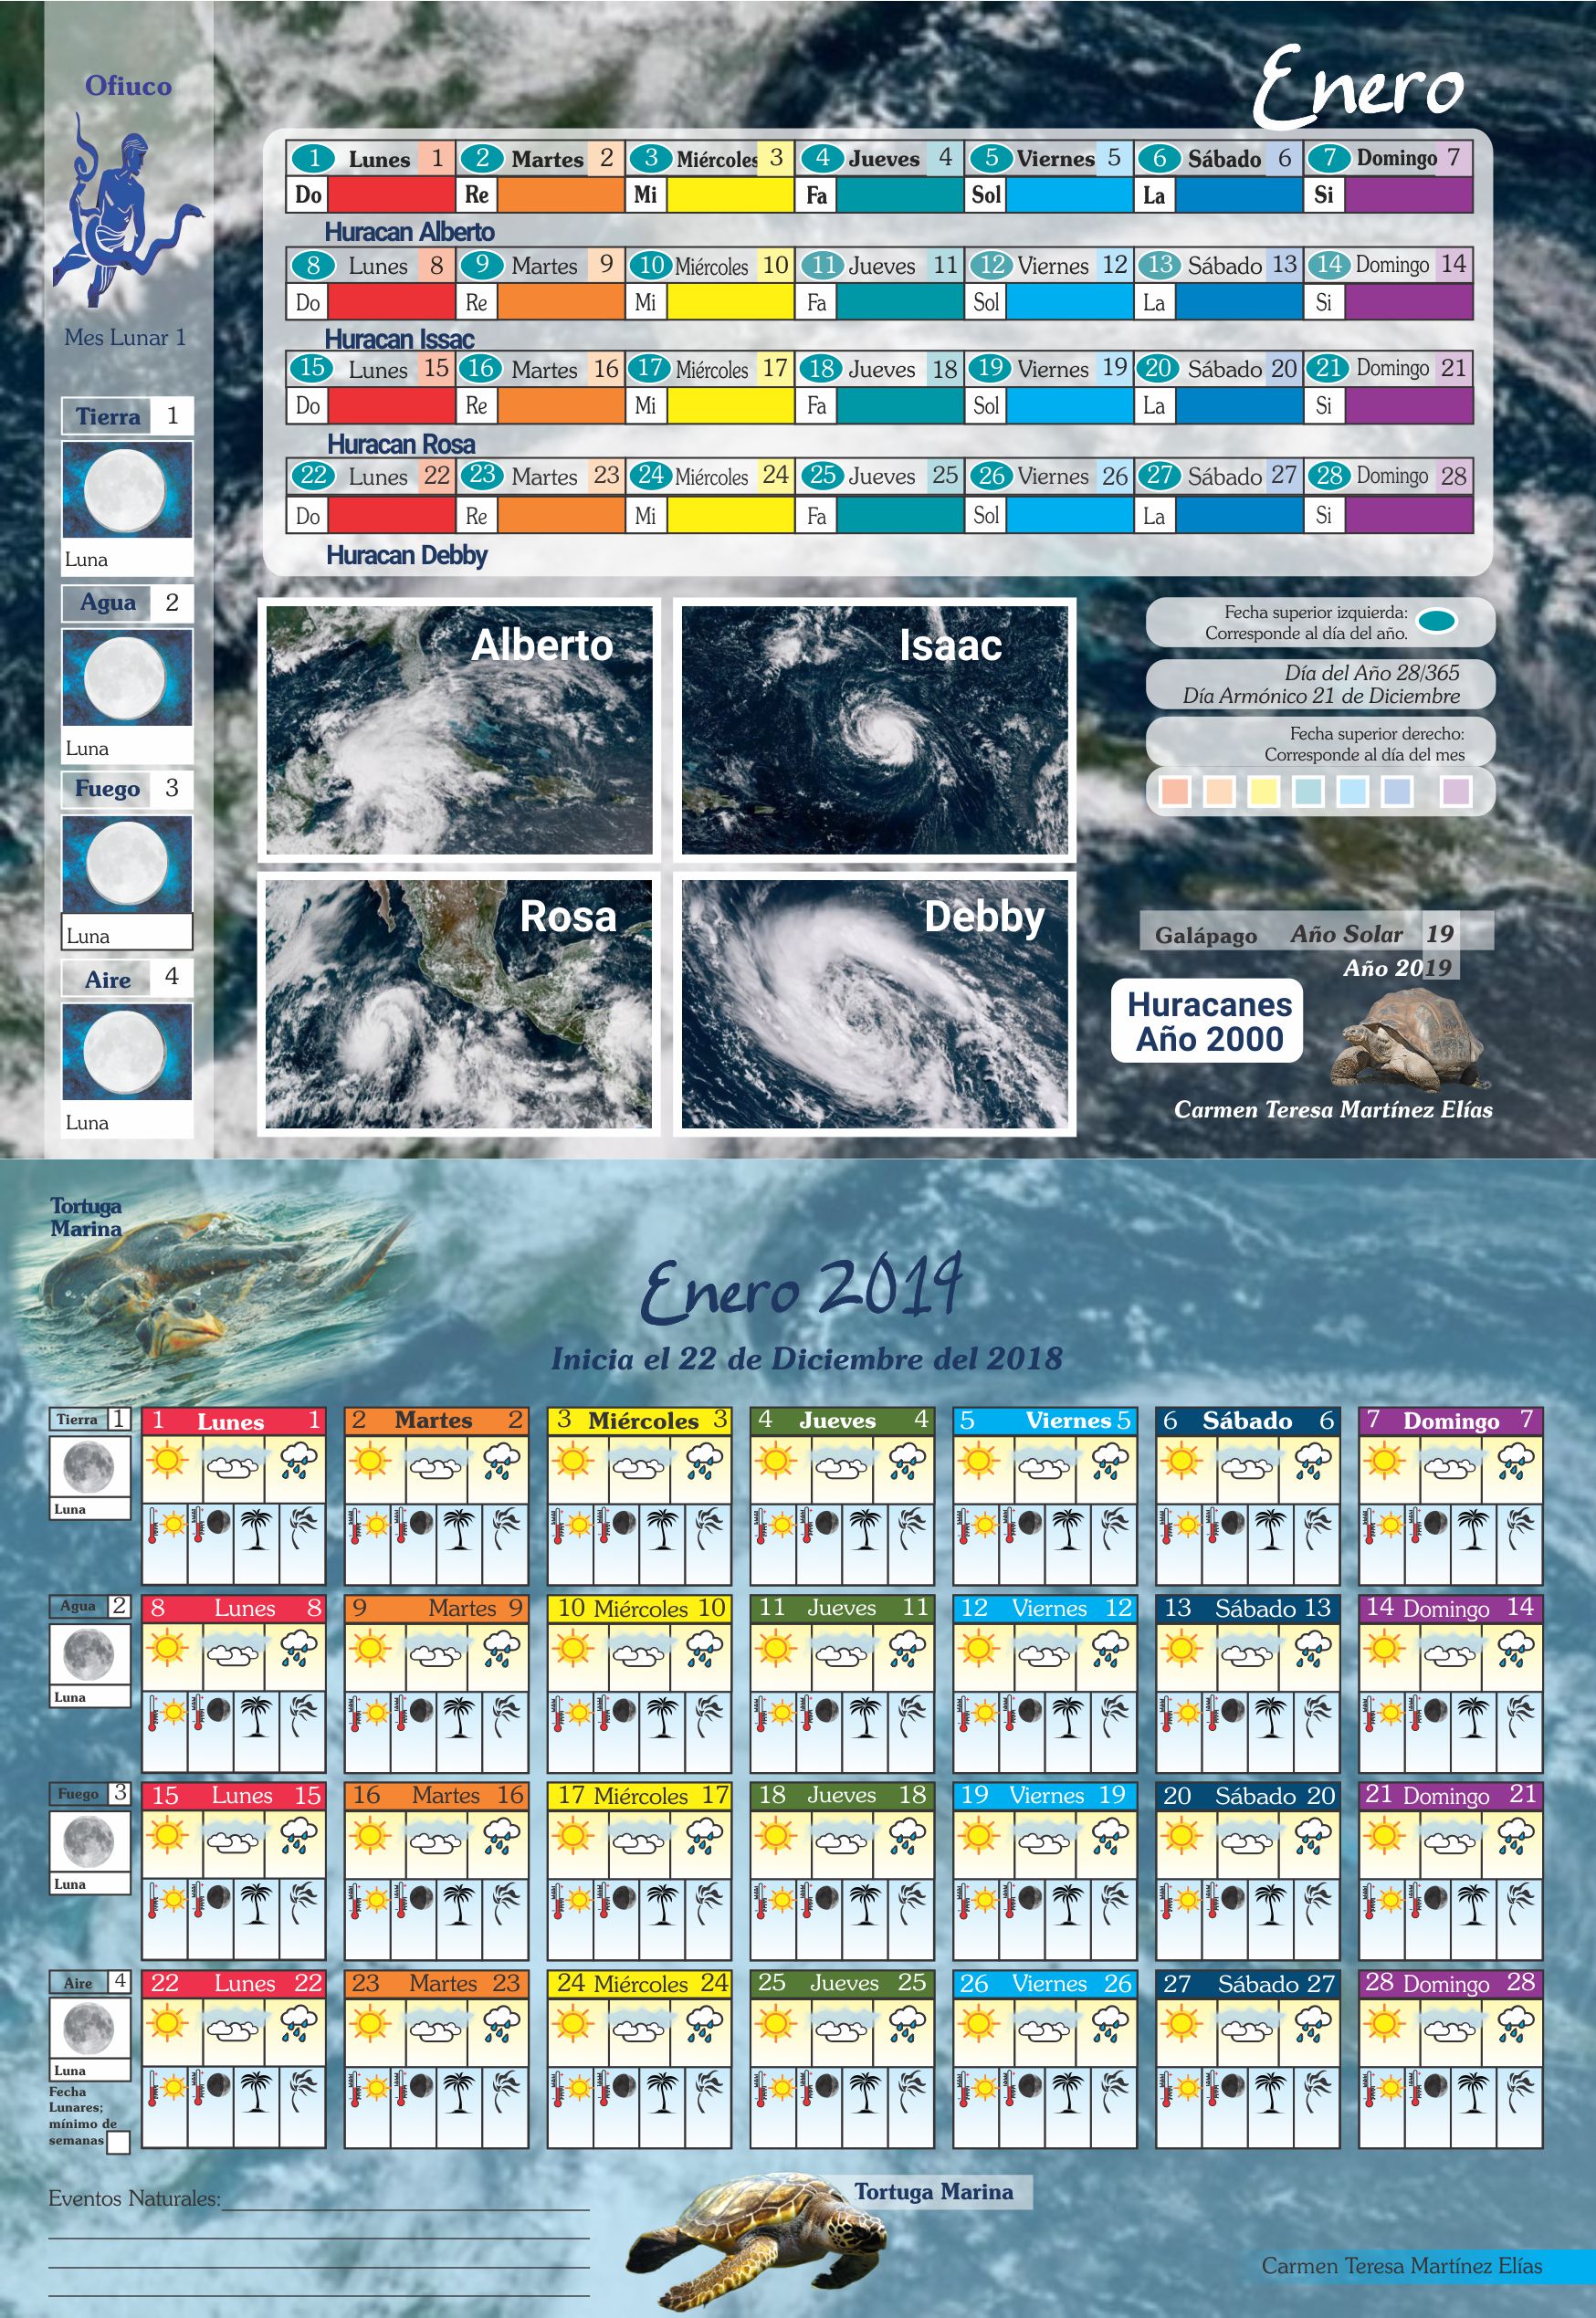 Enero
Ofiuco
Mes Lunar 1
Tierra 1
Luna
Agua 2
Luna
Fuego 3
Luna
Aire 4
Luna
1 Lunes 1 2 Martes 2 3 Miércoles 3 4 Jueves 4 5 Viernes 5 6 Sábado 6 7 Domingo 7
Do Re Mi Fa Sol La Si
Huracan Alberto
8 Lunes 8 9 Martes 9 10 Miércoles 10 11 Jueves 11 12 Viernes 12 13 Sábado 13 14 Domingo 14
Do Re Mi Fa Sol La Si
Huracan Issac
15 Lunes 15 16 Martes 16 17 Miércoles 17 18 Jueves 18 19 Viernes 19 20 Sábado 20 21 Domingo 21
Do Re Mi Fa Sol La Si
Huracan Rosa
22 Lunes 22 23 Martes 23 24 Miércoles 24 25 Jueves 25 26 Viernes 26 27 Sábado 27 28 Domingo 28
Do Re Mi Fa Sol La Si
Huracan Debby
Alberto
Isaac
Rosa
Debby
Fecha superior izquierda:
Corresponde al día del año.
Día del Año 28/365
Día Armónico 21 de Diciembre
Fecha superior derecho:
Corresponde al día del mes
Galápago Año Solar 19
Año 2019
Huracanes
Año 2000
Carmen Teresa Martínez Elías
Tortuga
Marina
Enero 2019
Inicia el 22 de Diciembre del 2018
Tierra 1
Luna
1 Lunes 1 2 Martes 2 3 Miércoles 3 4 Jueves 4 5 Viernes 5 6 Sábado 6 7 Domingo 7
Agua 2
Luna
8 Lunes 8 9 Martes 9 10 Miércoles 10 11 Jueves 11 12 Viernes 12 13 Sábado 13 14 Domingo 14
Fuego 3
Luna
15 Lunes 15 16 Martes 16 17 Miércoles 17 18 Jueves 18 19 Viernes 19 20 Sábado 20 21 Domingo 21
Aire 4
Luna
22 Lunes 22 23 Martes 23 24 Miércoles 24 25 Jueves 25 26 Viernes 26 27 Sábado 27 28 Domingo 28
Fecha
Lunares;
mínimo de
semanas
Eventos Naturales:
Tortuga Marina
Carmen Teresa Martínez Elías